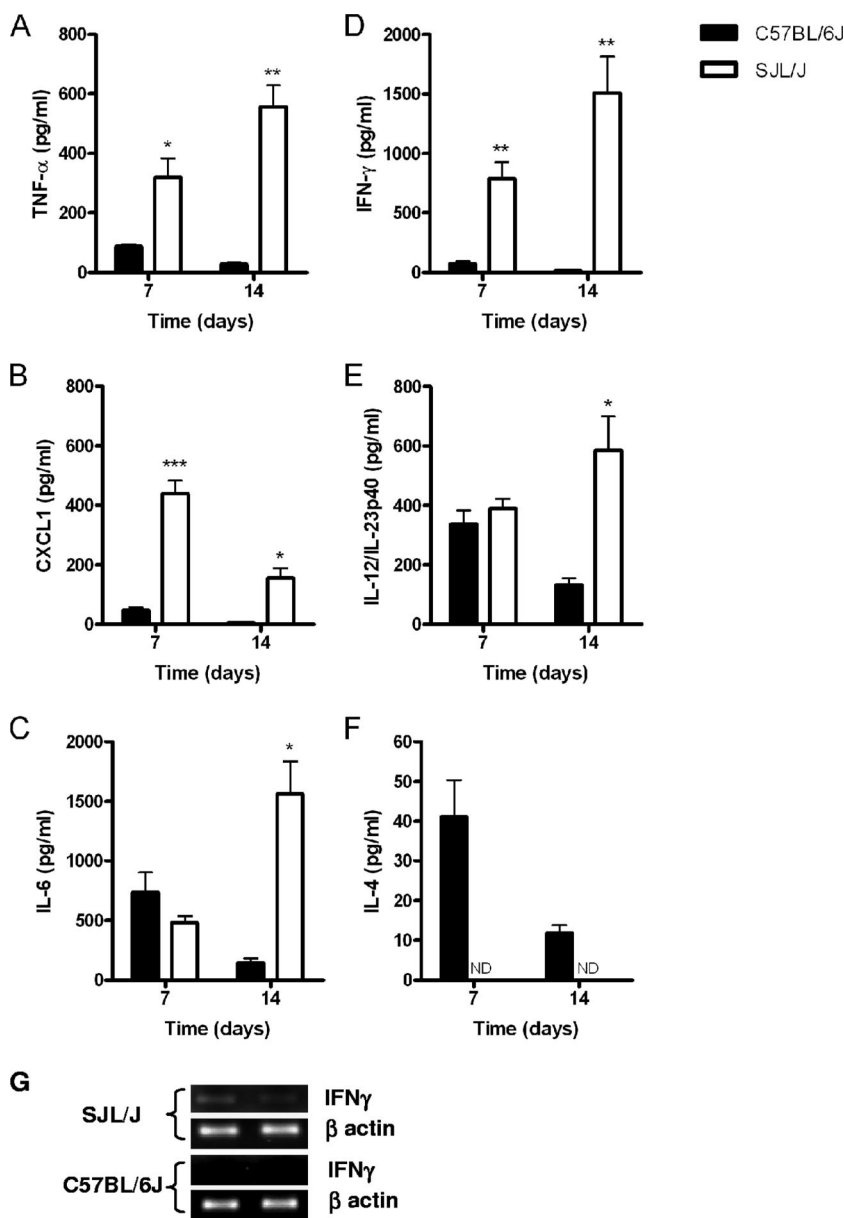 A
TNF-α (pg/ml)
800
600
400
200
0
*
**
7
14
Time (days)
D
IFN-γ (pg/ml)
2000
1500
1000
500
0
**
**
7
14
Time (days)
C57BL/6J
SJL/J
B
CXCL1 (pg/ml)
800
600
400
200
0
***
*
7
14
Time (days)
E
IL-12/IL-23p40 (pg/ml)
800
600
400
200
0
*
7
14
Time (days)
C
IL-6 (pg/ml)
2000
1500
1000
500
0
*
7
14
Time (days)
F
IL-4 (pg/ml)
60
50
40
30
20
10
0
ND
ND
7
14
Time (days)
G
SJL/J
IFNγ
β actin
C57BL/6J
IFNγ
β actin